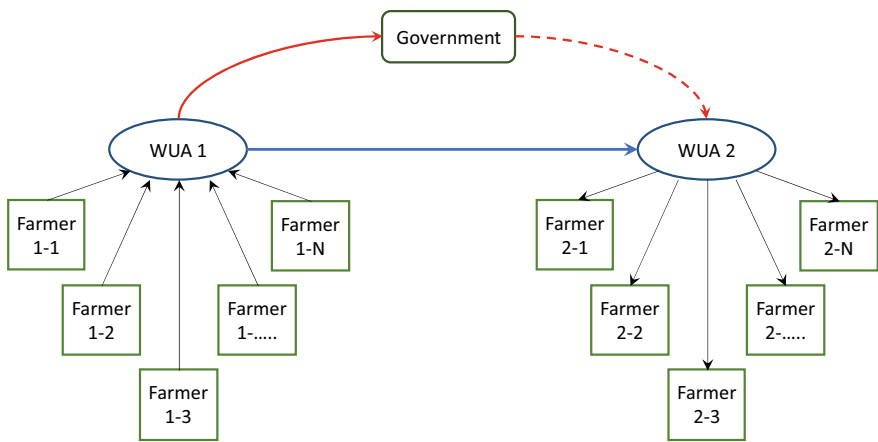 Government
WUA 1
WUA 2
Farmer
1-1
Farmer
1-N
Farmer
2-1
Farmer
2-N
Farmer
1-2
Farmer
1-…..
Farmer
2-2
Farmer
2-…..
Farmer
1-3
Farmer
2-3